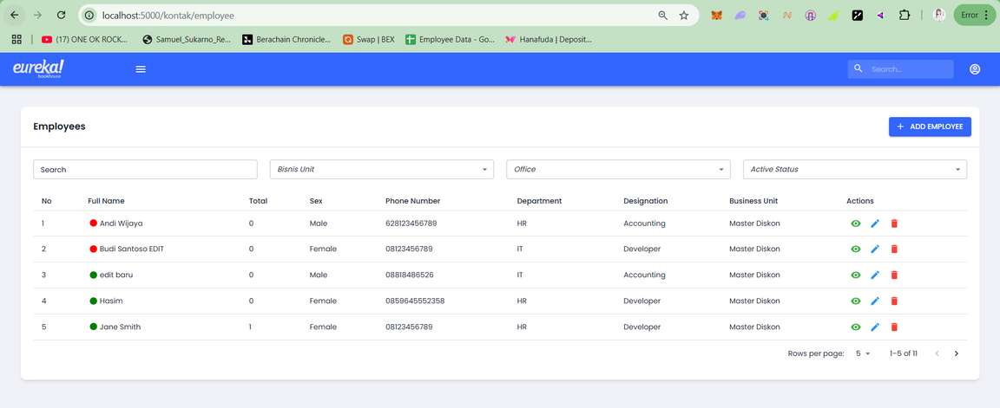 localhost:5000/kontak/employee
Error
(17) ONE OK ROCK...
Samuel_Sukarno_Re...
Berachain Chronicle...
Swap | BEX
Employee Data - Go...
Hanafuda | Deposit...
eureka!
bookhouse
Search...
Employees
+ ADD EMPLOYEE
Search
Bisnis Unit
Office
Active Status
No Full Name Total Sex Phone Number Department Designation Business Unit Actions
1 Andi Wijaya 0 Male 628123456789 HR Accounting Master Diskon
2 Budi Santoso EDIT 0 Female 08123456789 IT Developer Master Diskon
3 edit baru 0 Male 08818486526 IT Accounting Master Diskon
4 Hasim 0 Female 0859645552358 HR Developer Master Diskon
5 Jane Smith 1 Female 08123456789 HR Developer Master Diskon
Rows per page: 5 1–5 of 11